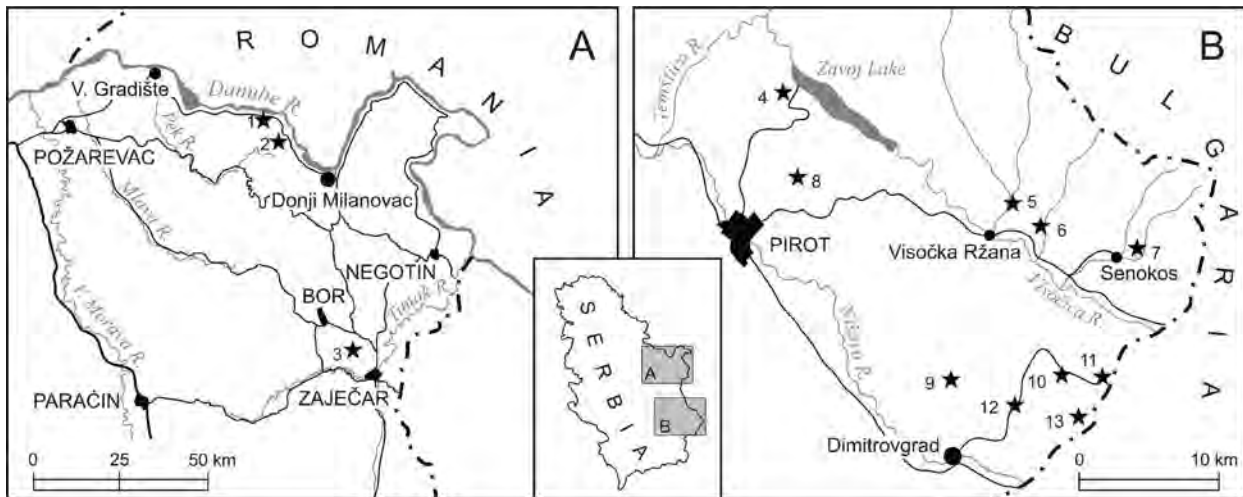 A
R O M A N I A
V. Gradište
Danube R.
1
Pek R.
2
POŽAREVAC
Donji Milanovac
Mlava R.
NEGOTIN
BOR
Timok R.
V. Morava R.
3
PARAĆIN
ZAJEČAR
0 25 50 km
SERBIA
A
B
B
BULGARIA
Temštica R.
Zavoj Lake
4
8
5
PIROT
6
Visočka Ržana
7
Senokos
Visočica R.
Nišava R.
9
10
11
12
13
Dimitrovgrad
0 10 km